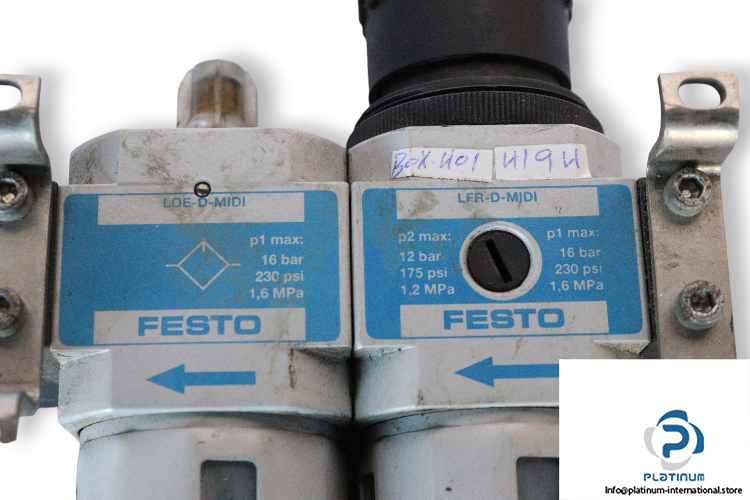 BOX.401 4194
LOE-D-MIDI
p1 max:
16 bar
230 psi
1,6 MPa
FESTO
LFR-D-MIDI
p2 max:
12 bar
175 psi
1,2 MPa
p1 max:
16 bar
230 psi
1,6 MPa
FESTO
PLATINUM
Info@platinum-international.store